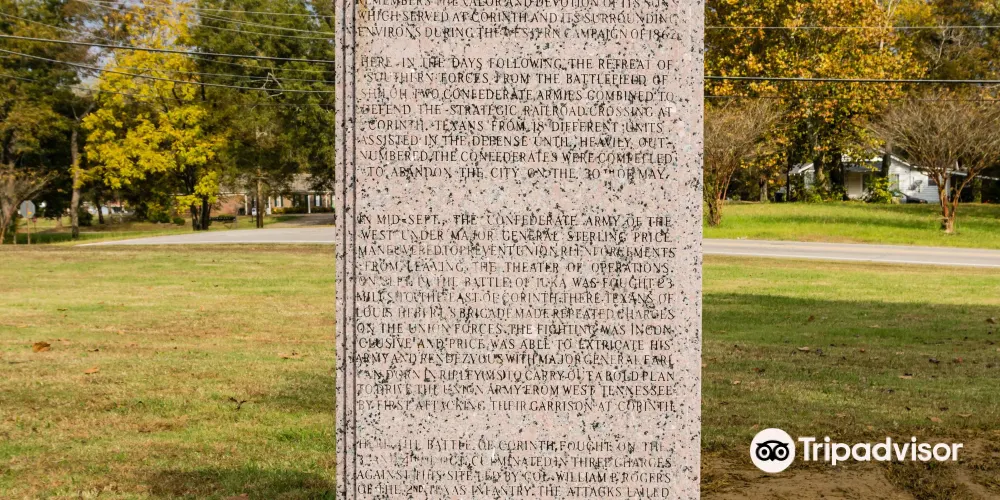 REMEMBERS THE VALOR AND DEVOTION OF ITS SONS
WHICH SERVED AT CORINTH AND ITS SURROUNDING
ENVIRONS DURING THE WESTERN CAMPAIGN OF 1862.
HERE IN THE DAYS FOLLOWING THE RETREAT OF
SOUTHERN FORCES FROM THE BATTLEFIELD OF
SHILOH TWO CONFEDERATE ARMIES COMBINED TO
DEFEND THE STRATEGIC RAILROAD CROSSING AT
CORINTH. TEXANS FROM 18 DIFFERENT UNITS
ASSISTED IN THE DEFENSE UNTIL HEAVILY OUT-
NUMBERED, THE CONFEDERATES WERE COMPELLED
TO ABANDON THE CITY ON THE 30TH OF MAY.
IN MID-SEPT., THE CONFEDERATE ARMY OF THE
WEST UNDER MAJOR GENERAL STERLING PRICE
MANEUVERED TO PREVENT UNION REINFORCEMENTS
FROM LEAVING THE THEATER OF OPERATIONS.
ON SEPT. THE BATTLE OF IUKA WAS FOUGHT 23
MILES TO THE EAST OF CORINTH. THERE TEXANS OF
LOUIS HEBERT'S BRIGADE MADE REPEATED CHARGES
ON THE UNION FORCES. THE FIGHTING WAS INCON-
CLUSIVE AND PRICE WAS ABLE TO EXTRICATE HIS
ARMY AND RENDEZVOUS WITH MAJOR GENERAL EARL
VAN DORN IN RIPLEY, MS TO CARRY OUT A BOLD PLAN
TO DRIVE THE UNION ARMY FROM WEST TENNESSEE
BY FIRST ATTACKING THEIR GARRISON AT CORINTH.
HERE THE BATTLE OF CORINTH, FOUGHT ON THE
CULMINATED IN THREE CHARGES
AGAINST THIS SITE LED BY COL. WILLIAM P. ROGERS
OF THE 2ND TEXAS INFANTRY. THE ATTACKS FAILED
Tripadvisor